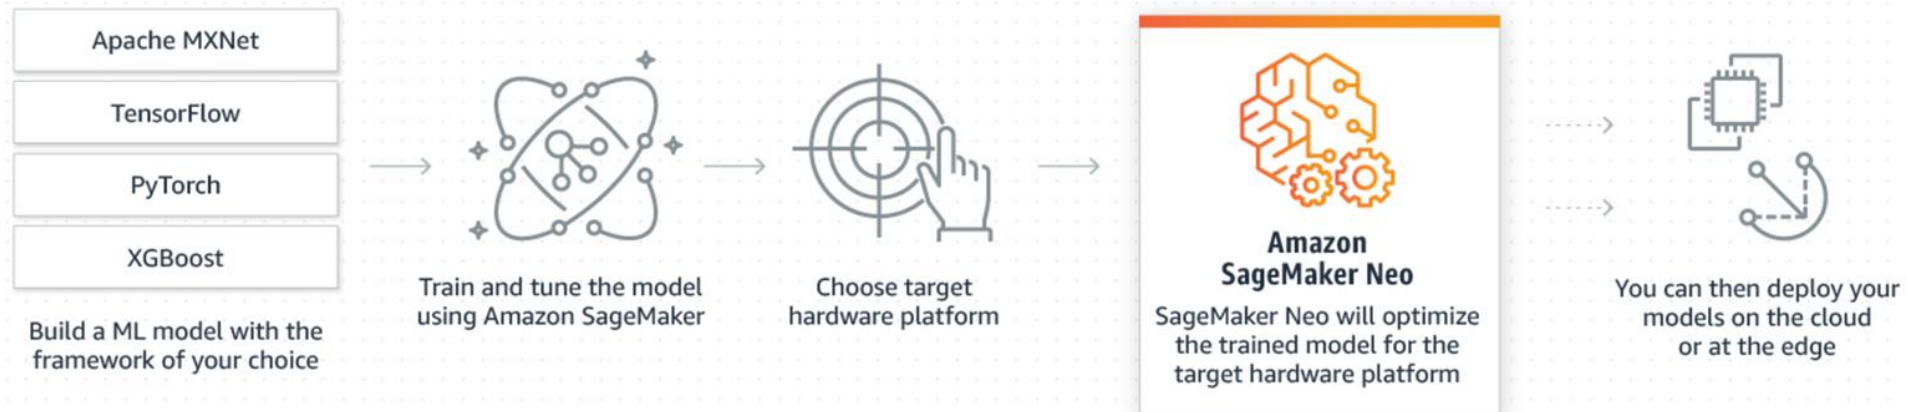 Apache MXNet
TensorFlow
PyTorch
XGBoost
Build a ML model with the
framework of your choice
Train and tune the model
using Amazon SageMaker
Choose target
hardware platform
Amazon
SageMaker Neo
SageMaker Neo will optimize
the trained model for the
target hardware platform
You can then deploy your
models on the cloud
or at the edge